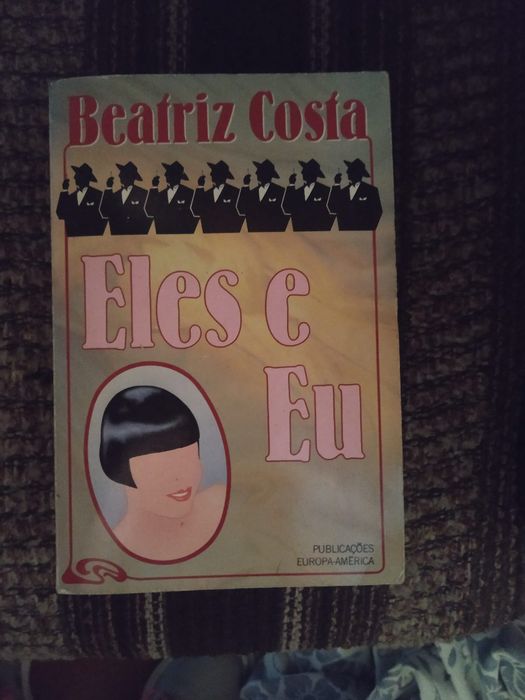 Beatriz Costa
Eles e
Eu
PUBLICAÇÕES
EUROPA-AMÉRICA